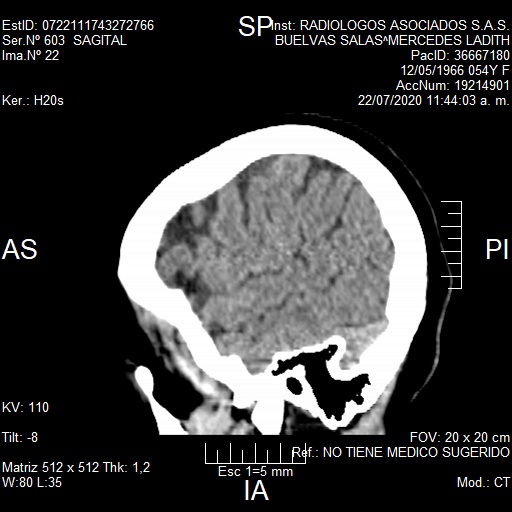 EstID: 0722111743272766
Ser.Nº 603 SAGITAL
Ima.Nº 22
Ker.: H20s
SP
Inst: RADIOLOGOS ASOCIADOS S.A.S.
BUELVAS SALAS^MERCEDES LADITH
PacID: 36667180
12/05/1966 054Y F
AccNum: 19214901
22/07/2020 11:44:03 a. m.
AS
PI
KV: 110
Tilt: -8
Matriz 512 x 512 Thk: 1,2
W:80 L:35
Esc 1=5 mm
IA
FOV: 20 x 20 cm
Ref.: NO TIENE MEDICO SUGERIDO
Mod.: CT